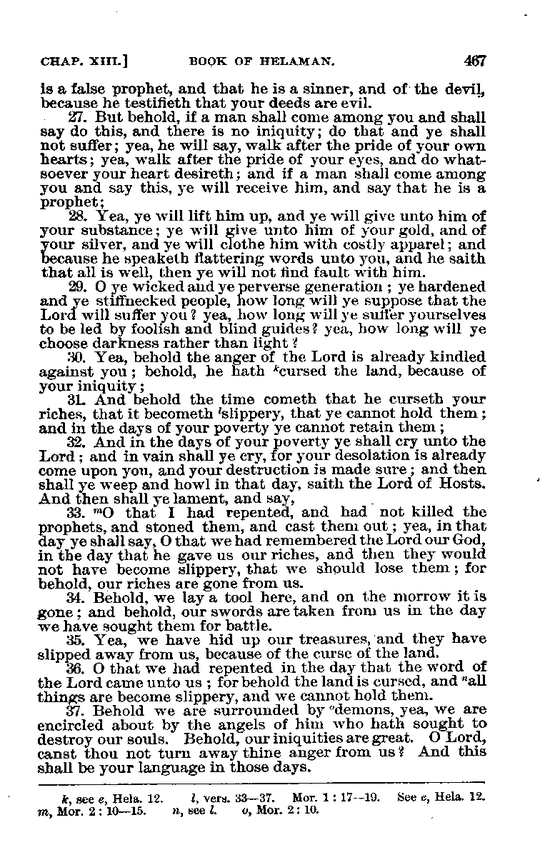 CHAP. XIII.] BOOK OF HELAMAN. 467
is a false prophet, and that he is a sinner, and of the devil,
because he testifieth that your deeds are evil.
27. But behold, if a man shall come among you and shall
say do this, and there is no iniquity; do that and ye shall
not suffer; yea, he will say, walk after the pride of your own
hearts; yea, walk after the pride of your eyes, and do what-
soever your heart desireth; and if a man shall come among
you and say this, ye will receive him, and say that he is a
prophet;
28. Yea, ye will lift him up, and ye will give unto him of
your substance; ye will give unto him of your gold, and of
your silver, and ye will clothe him with costly apparel; and
because he speaketh flattering words unto you, and he saith
that all is well, then ye will not find fault with him.
29. O ye wicked and ye perverse generation; ye hardened
and ye stiffnecked people, how long will ye suppose that the
Lord will suffer you? yea, how long will ye suffer yourselves
to be led by foolish and blind guides? yea, how long will ye
choose darkness rather than light?
30. Yea, behold the anger of the Lord is already kindled
against you; behold, he hath kcursed the land, because of
your iniquity;
31. And behold the time cometh that he curseth your
riches, that it becometh lslippery, that ye cannot hold them;
and in the days of your poverty ye cannot retain them;
32. And in the days of your poverty ye shall cry unto the
Lord; and in vain shall ye cry, for your desolation is already
come upon you, and your destruction is made sure; and then
shall ye weep and howl in that day, saith the Lord of Hosts.
And then shall ye lament, and say,
33. mO that I had repented, and had not killed the
prophets, and stoned them, and cast them out; yea, in that
day ye shall say, O that we had remembered the Lord our God,
in the day that he gave us our riches, and then they would
not have become slippery, that we should lose them; for
behold, our riches are gone from us.
34. Behold, we lay a tool here, and on the morrow it is
gone; and behold, our swords are taken from us in the day
we have sought them for battle.
35. Yea, we have hid up our treasures, and they have
slipped away from us, because of the curse of the land.
36. O that we had repented in the day that the word of
the Lord came unto us; for behold the land is cursed, and nall
things are become slippery, and we cannot hold them.
37. Behold we are surrounded by odemons, yea, we are
encircled about by the angels of him who hath sought to
destroy our souls. Behold, our iniquities are great. O Lord,
canst thou not turn away thine anger from us? And this
shall be your language in those days.
k, see e, Hela. 12. l, vers. 33—37. Mor. 1:17—19. See e, Hela. 12.
m, Mor. 2:10—15. n, see l. o, Mor. 2:10.